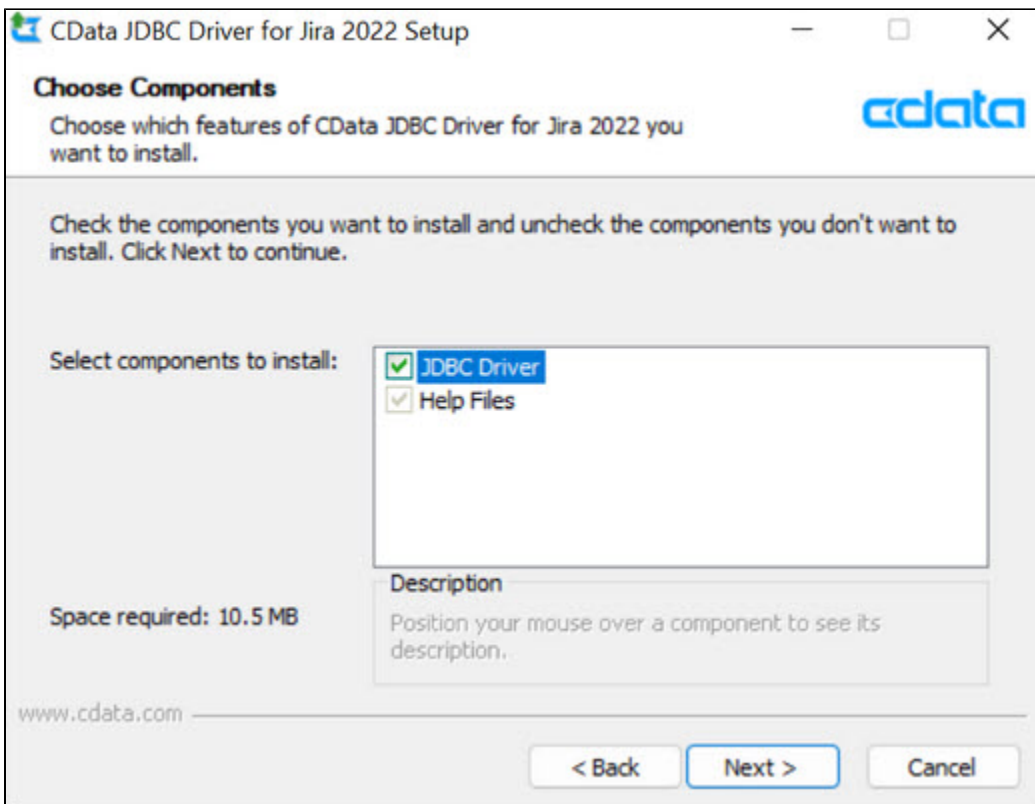 CData JDBC Driver for Jira 2022 Setup
Choose Components
Choose which features of CData JDBC Driver for Jira 2022 you
want to install.
cdata
Check the components you want to install and uncheck the components you don't want to
install. Click Next to continue.
Select components to install:
JDBC Driver
Help Files
Space required: 10.5 MB
Description
Position your mouse over a component to see its
description.
www.cdata.com
< Back
Next >
Cancel